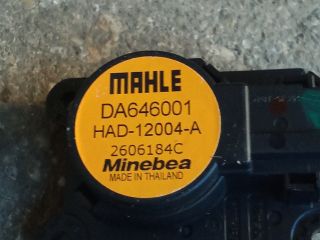 MAHLE
DA646001
HAD-12004-A
2606184C
Minebea
MADE IN THAILAND